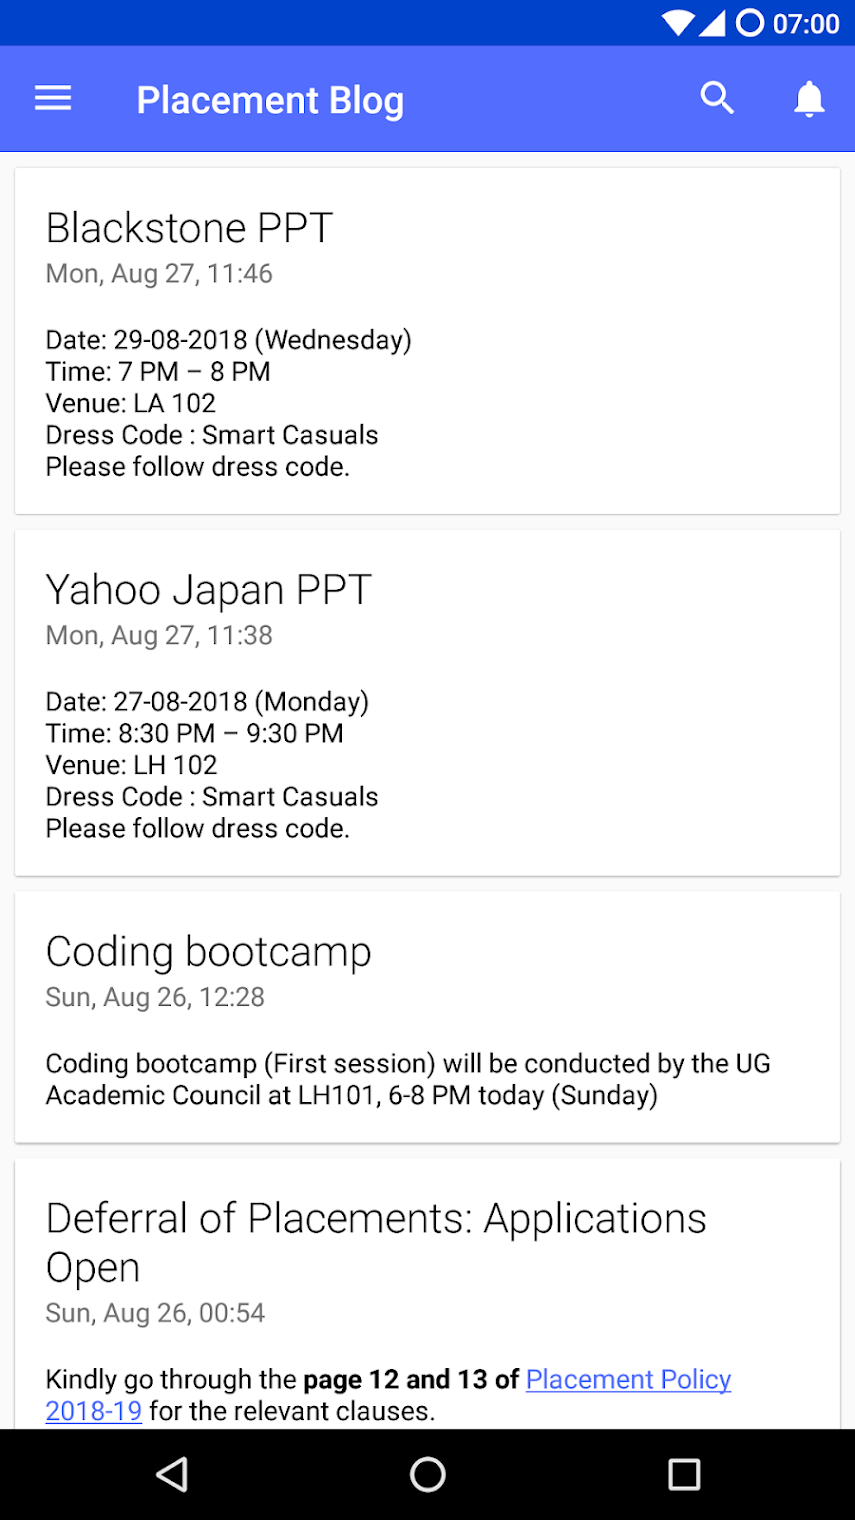 07:00
Placement Blog
Blackstone PPT
Mon, Aug 27, 11:46
Date: 29-08-2018 (Wednesday)
Time: 7 PM – 8 PM
Venue: LA 102
Dress Code : Smart Casuals
Please follow dress code.
Yahoo Japan PPT
Mon, Aug 27, 11:38
Date: 27-08-2018 (Monday)
Time: 8:30 PM – 9:30 PM
Venue: LH 102
Dress Code : Smart Casuals
Please follow dress code.
Coding bootcamp
Sun, Aug 26, 12:28
Coding bootcamp (First session) will be conducted by the UG
Academic Council at LH101, 6-8 PM today (Sunday)
Deferral of Placements: Applications
Open
Sun, Aug 26, 00:54
Kindly go through the page 12 and 13 of Placement Policy
2018-19 for the relevant clauses.